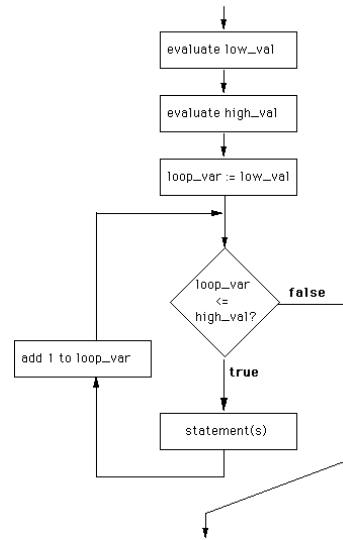 evaluate low_val
evaluate high_val
loop_var := low_val
loop_var
<=
high_val?
false
true
add 1 to loop_var
statement(s)